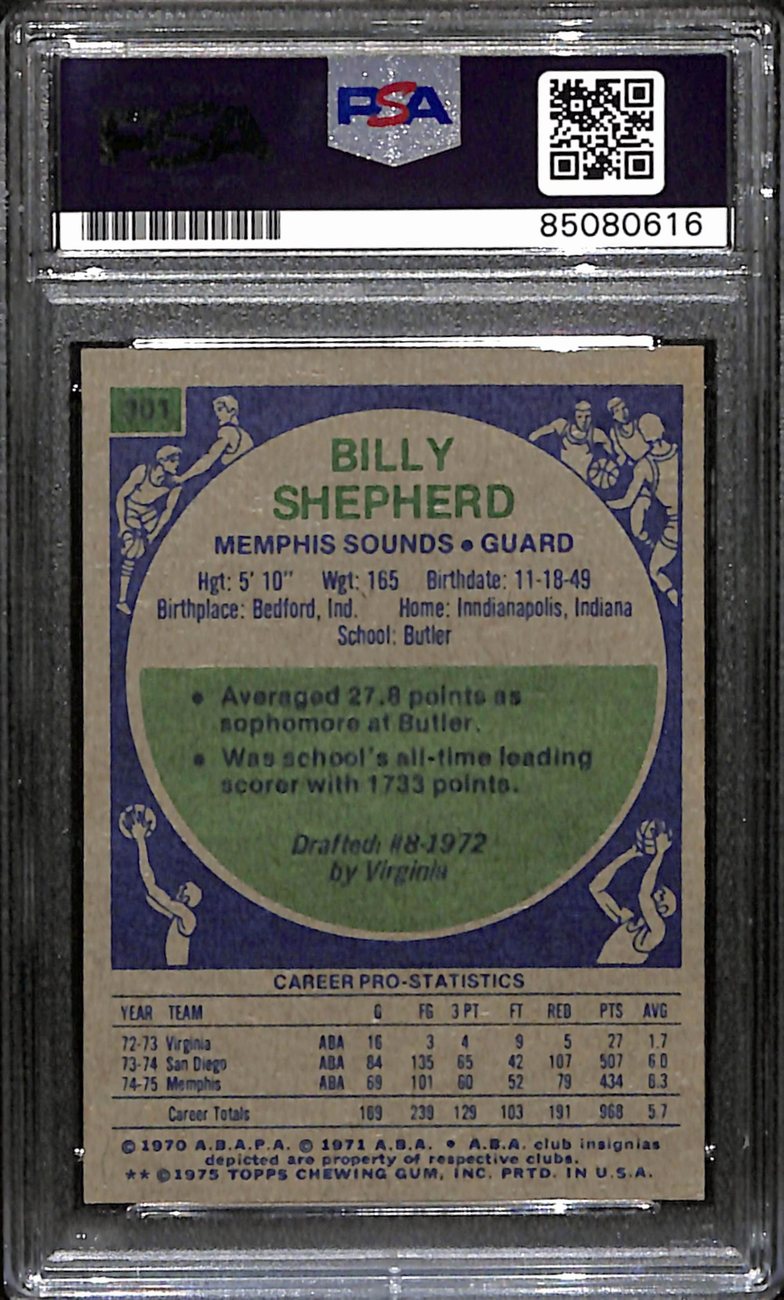 PSA
85080616
301
BILLY
SHEPHERD
MEMPHIS SOUNDS • GUARD
Hgt: 5' 10" Wgt: 165 Birthdate: 11-18-49
Birthplace: Bedford, Ind. Home: Inndianapolis, Indiana
School: Butler
• Averaged 27.8 points as
sophomore at Butler.
• Was school's all-time leading
scorer with 1733 points.
Drafted: #8-1972
by Virginia
CAREER PRO-STATISTICS
YEAR TEAM G FG 3 PT FT REB PTS AVG
72-73 Virginia ABA 16 3 4 9 5 27 1.7
73-74 San Diego ABA 84 135 65 42 107 507 6.0
74-75 Memphis ABA 69 101 60 52 79 434 6.3
Career Totals 169 239 129 103 191 968 5.7
© 1970 A.B.A.P.A. © 1971 A.B.A. • A.B.A. club insignias
depicted are property of respective clubs.
** © 1975 TOPPS CHEWING GUM, INC. PRTD. IN U.S.A.